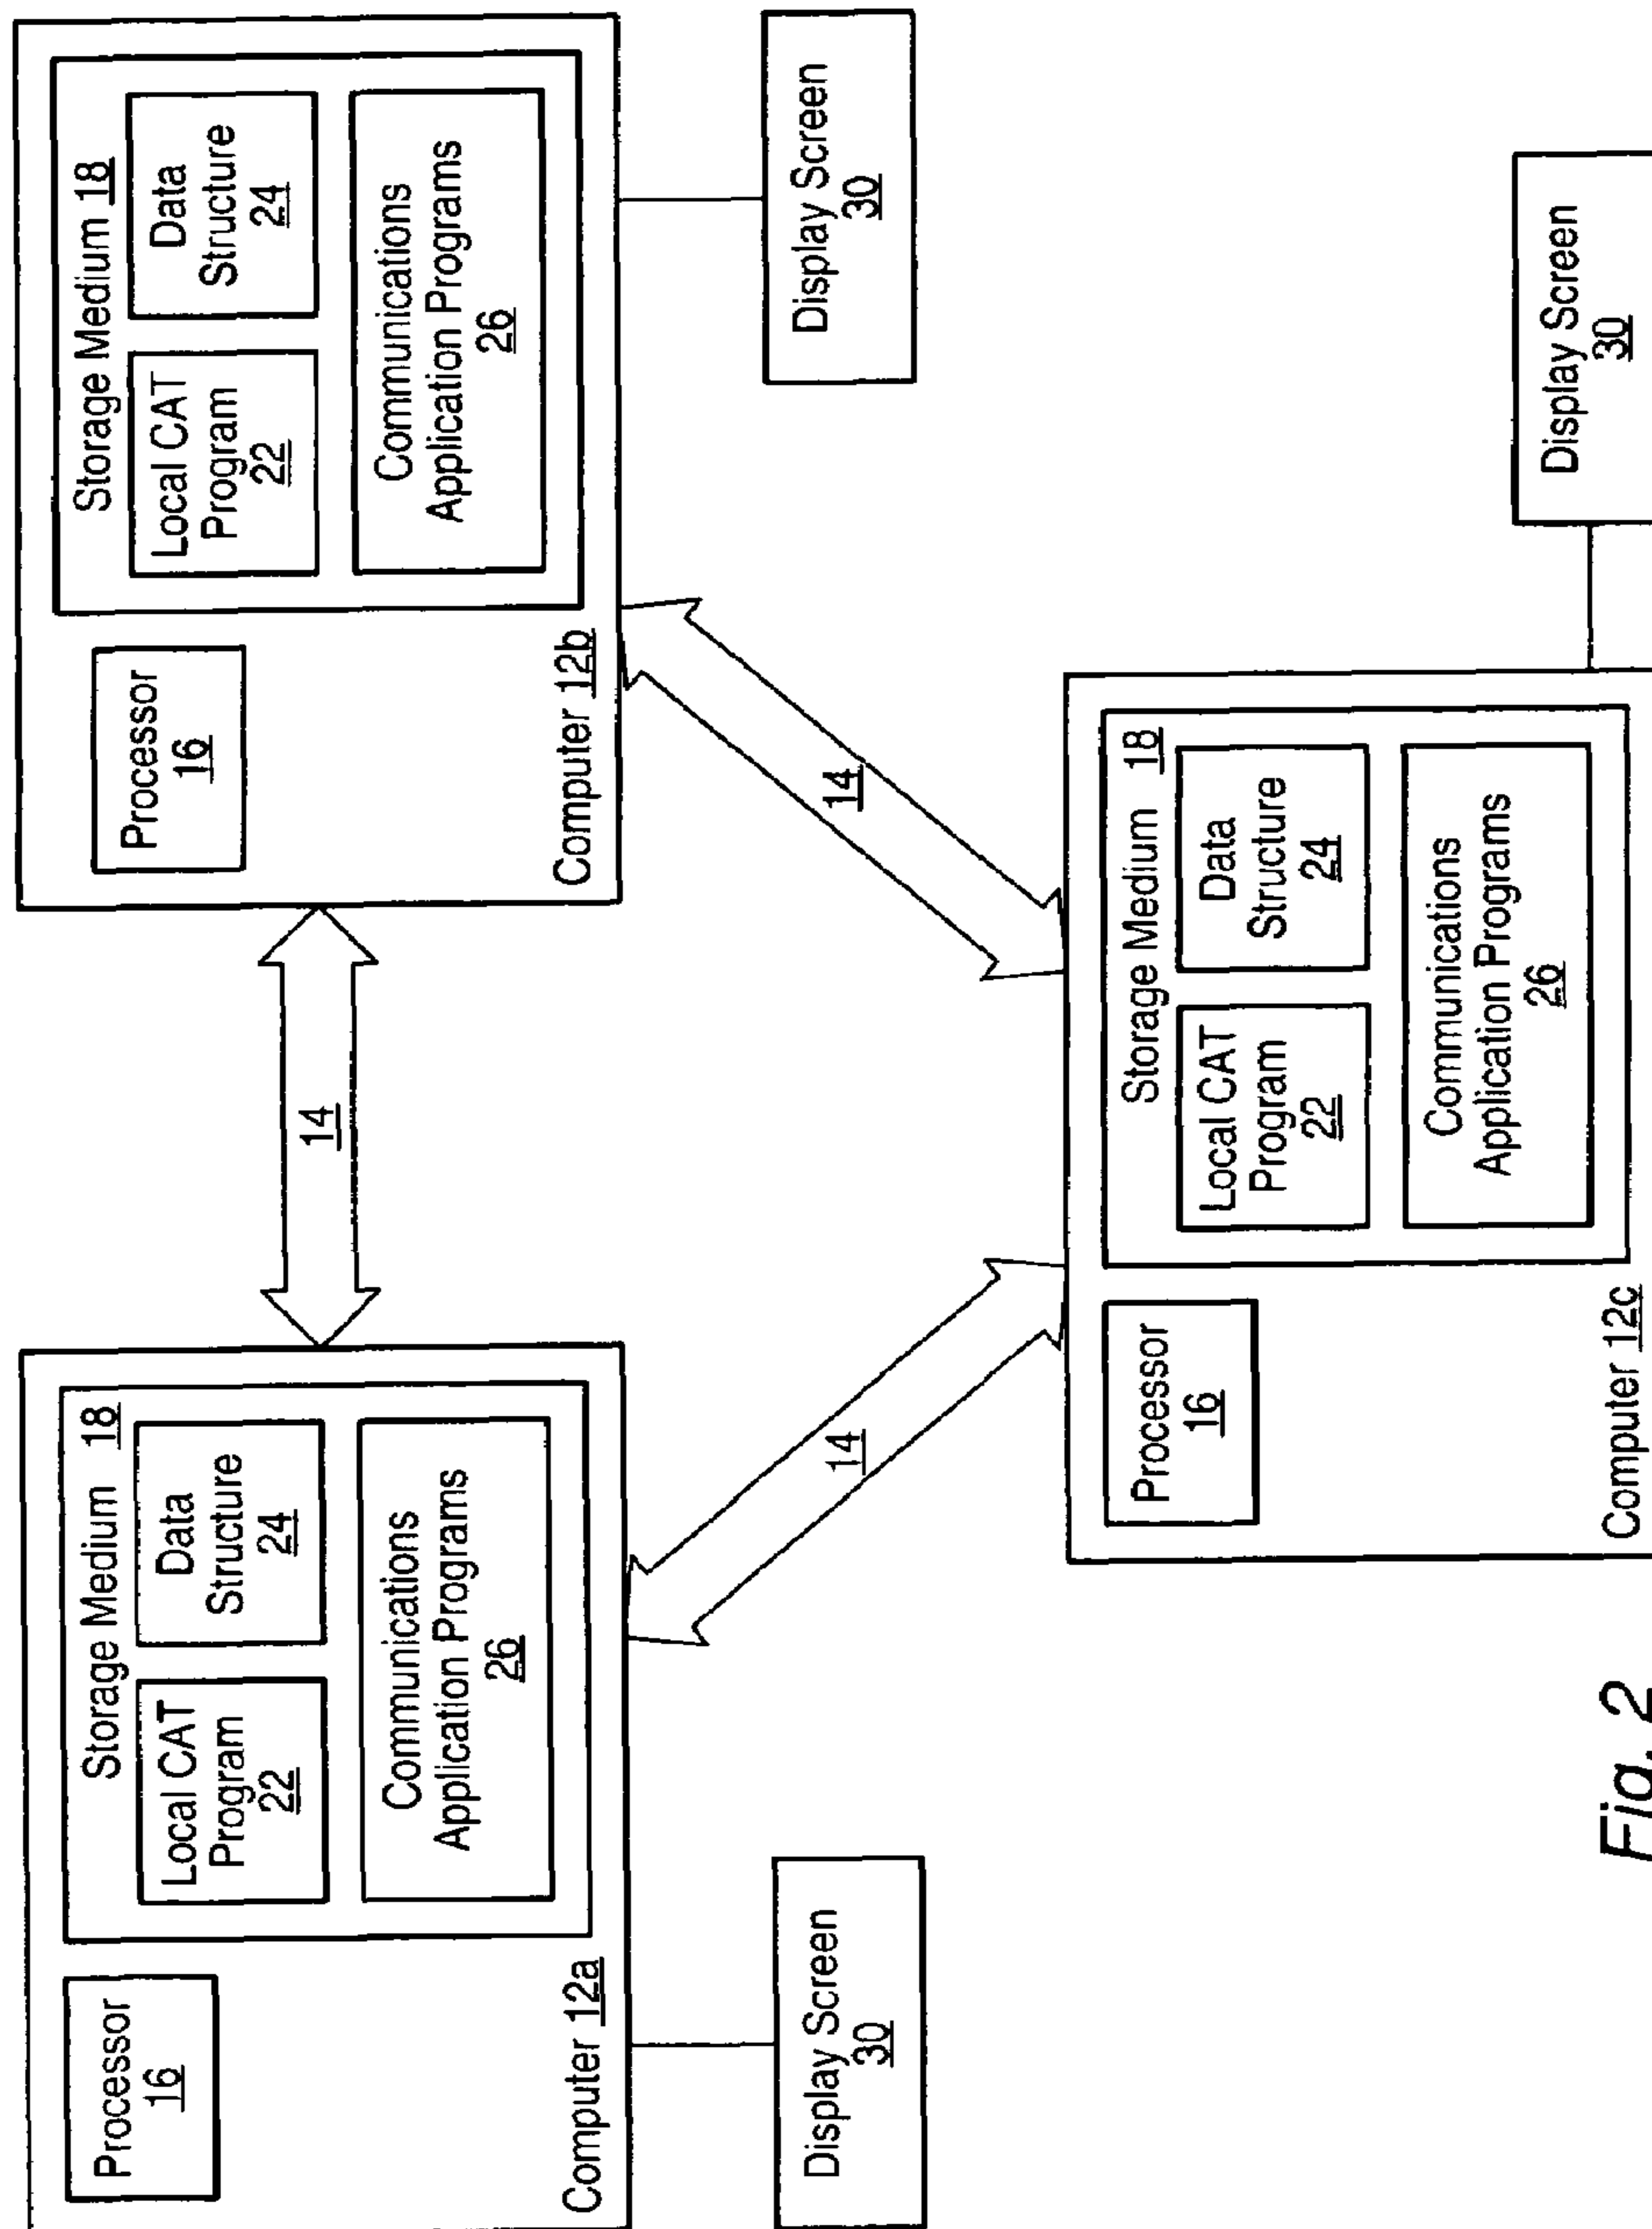 Processor
16
Storage Medium 18
Local CAT
Program
22
Data
Structure
24
Communications
Application Programs
26
Computer 12a
Display Screen
30
14
Processor
16
Storage Medium 18
Local CAT
Program
22
Data
Structure
24
Communications
Application Programs
26
Computer 12b
Display Screen
30
14
14
Processor
16
Storage Medium 18
Local CAT
Program
22
Data
Structure
24
Communications
Application Programs
26
Computer 12c
Display Screen
30
Fig. 2